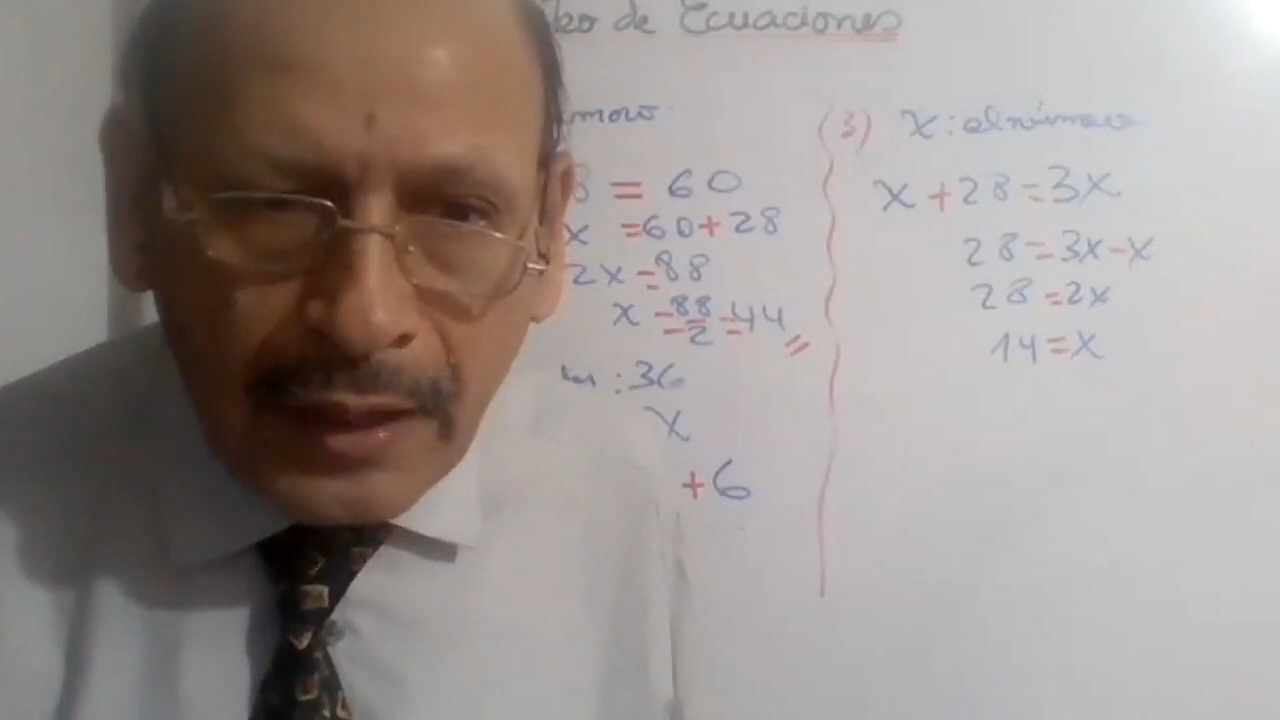 de Ecuaciones
8 = 60
x = 60 + 28
2x = 88
x = 88/2 = 44
: 36
x
+ 6
(3) x : el número
x + 28 = 3x
28 = 3x - x
28 = 2x
14 = x